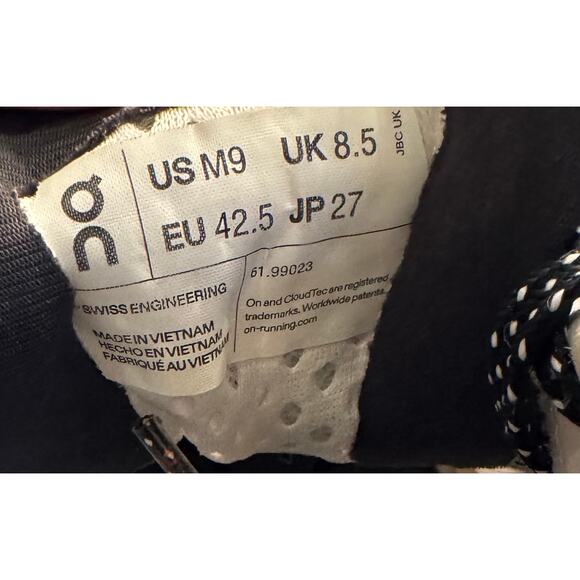 US M9 UK 8.5
EU 42.5 JP 27
JBC UK
SWISS ENGINEERING
MADE IN VIETNAM
HECHO EN VIETNAM
FABRIQUÉ AU VIETNAM
61.99023
On and CloudTec are registered
trademarks. Worldwide patents.
on-running.com